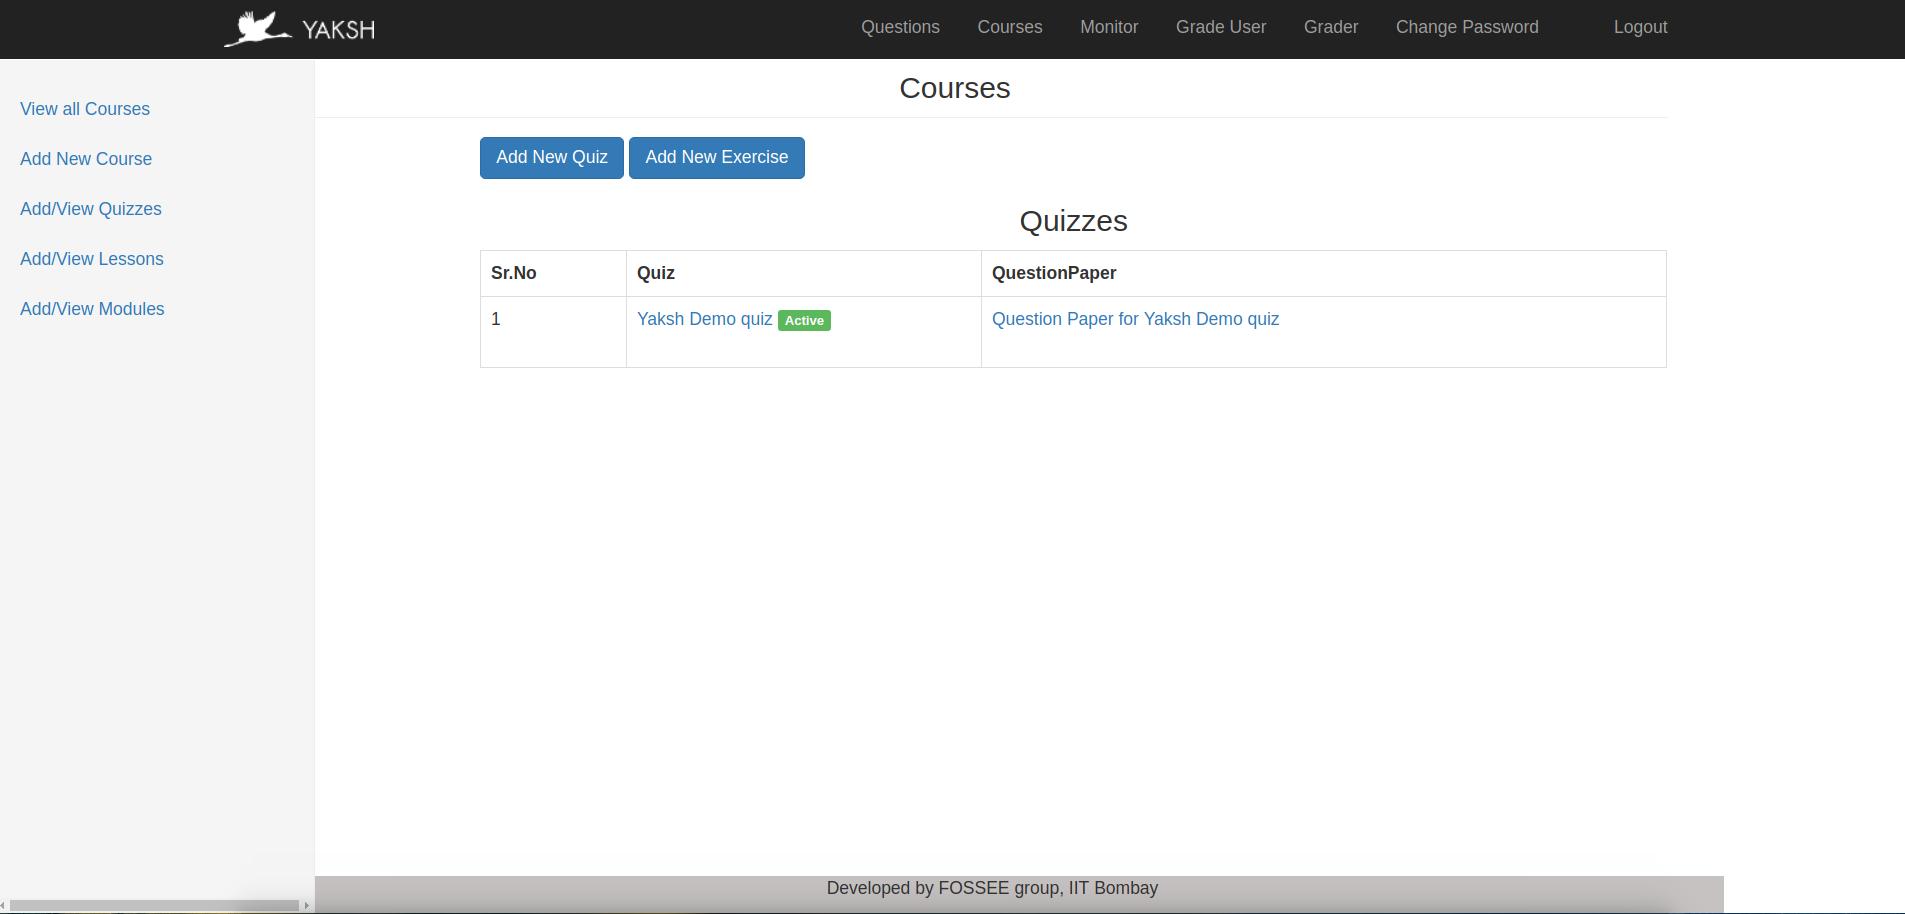 YAKSH
Questions Courses Monitor Grade User Grader Change Password Logout
View all Courses
Add New Course
Add/View Quizzes
Add/View Lessons
Add/View Modules
Courses
Add New Quiz Add New Exercise
Quizzes
Sr.No Quiz QuestionPaper
1 Yaksh Demo quiz Active Question Paper for Yaksh Demo quiz
Developed by FOSSEE group, IIT Bombay